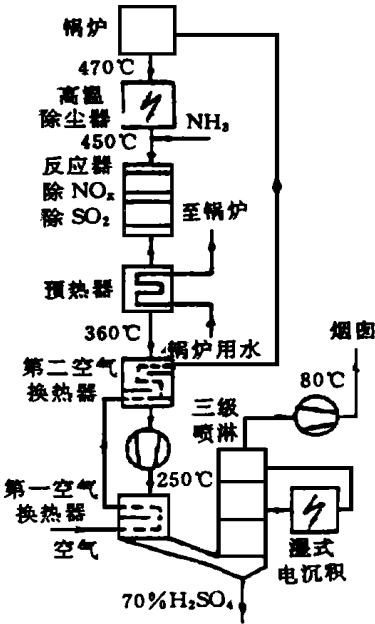 锅炉
470℃
高温
除尘器
NH₃
450℃
反应器
除NOx
除SO₂
至锅炉
预热器
360℃
锅炉用水
烟囱
第二空气
换热器
80℃
三级
喷淋
250℃
第一空气
换热器
空气
湿式
电沉积
70%H₂SO₄